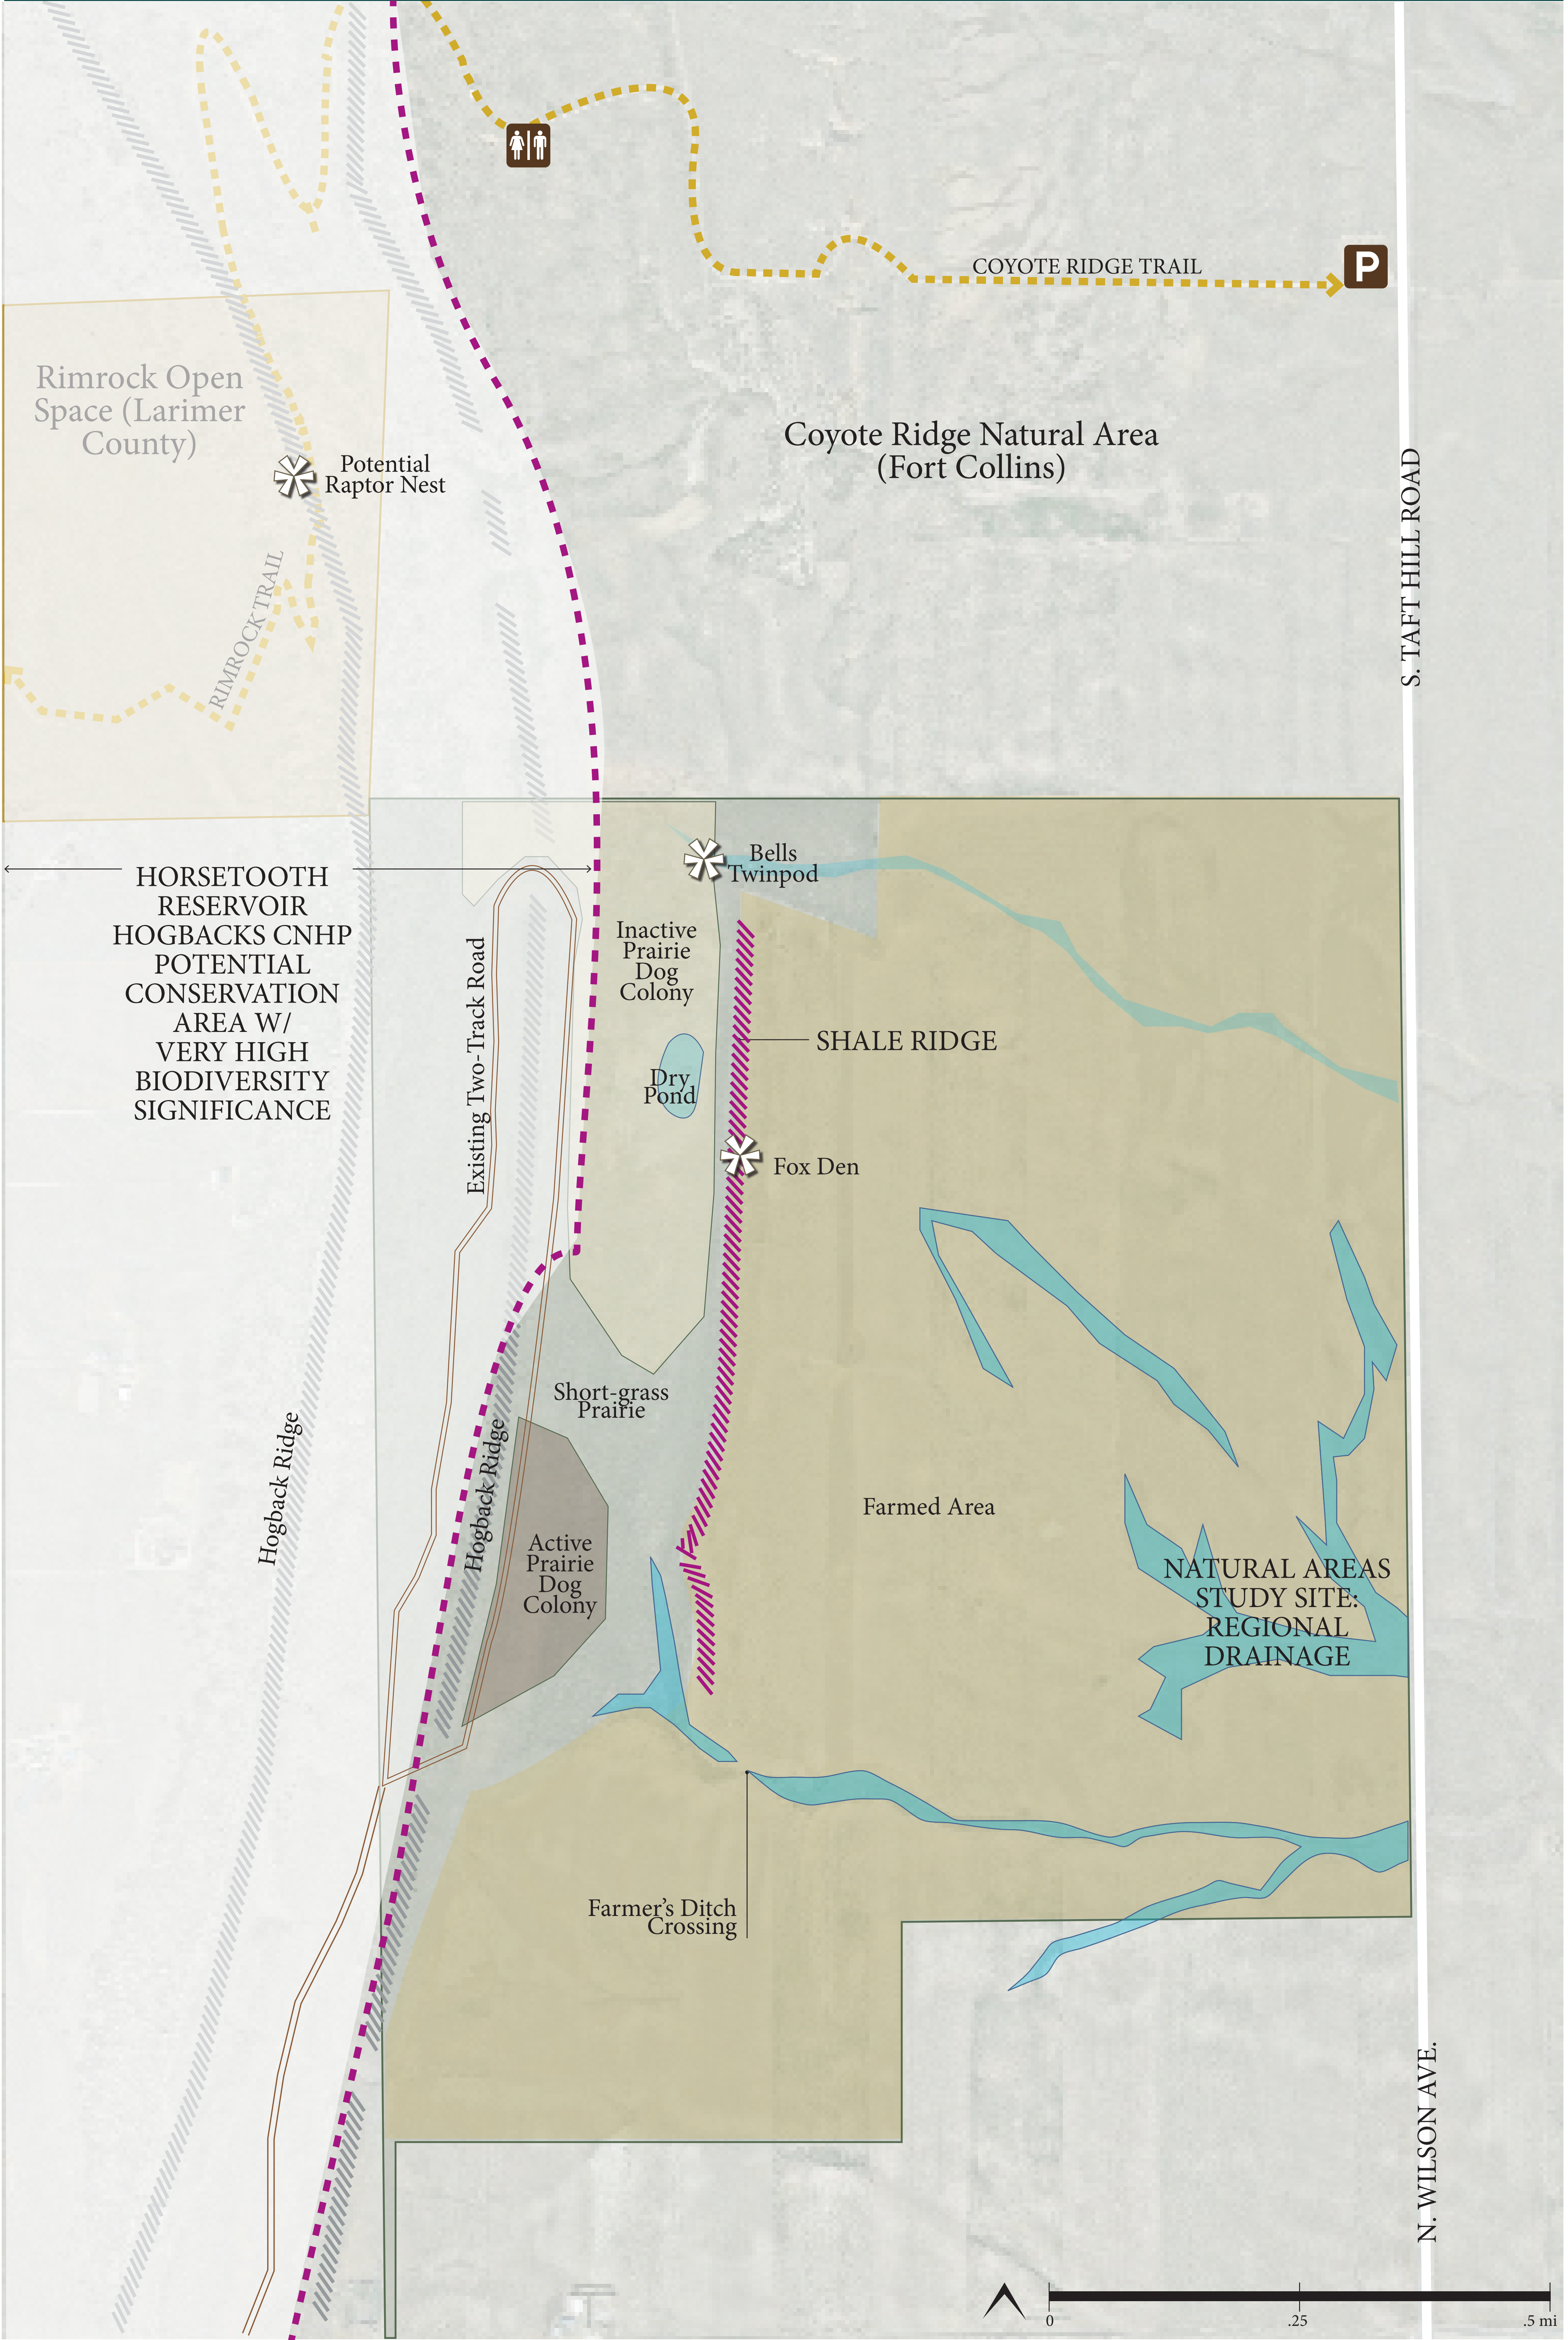 P
COYOTE RIDGE TRAIL
Rimrock Open
Space (Larimer
County)
Coyote Ridge Natural Area
(Fort Collins)
Potential
Raptor Nest
S. TAFT HILL ROAD
RIMROCK TRAIL
Bells
Twinpod
HORSETOOTH
RESERVOIR
HOGBACKS CNHP
POTENTIAL
CONSERVATION
AREA W/
VERY HIGH
BIODIVERSITY
SIGNIFICANCE
Inactive
Prairie
Dog
Colony
Existing Two-Track Road
SHALE RIDGE
Dry
Pond
Fox Den
Short-grass
Prairie
Hogback Ridge
Hogback Ridge
Farmed Area
Active
Prairie
Dog
Colony
NATURAL AREAS
STUDY SITE:
REGIONAL
DRAINAGE
Farmer's Ditch
Crossing
N. WILSON AVE.
0
.25
.5 mi